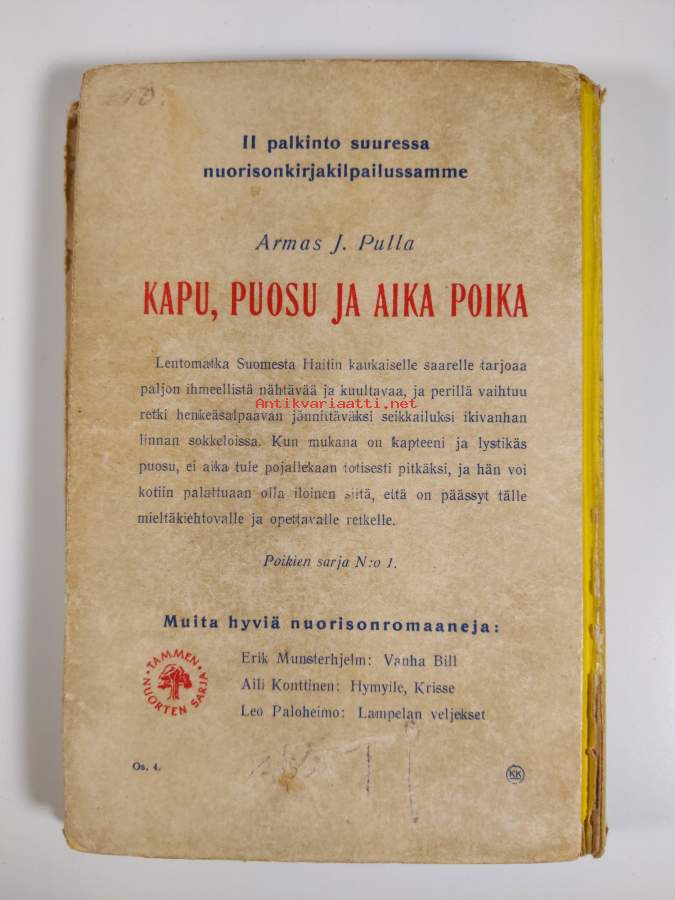 II palkinto suuressa
nuorisonkirjakilpailussamme
Armas J. Pulla
KAPU, PUOSU JA AIKA POIKA
Lentomatka Suomesta Haitin kaukaiselle saarelle tarjoaa
paljon ihmeellistä nähtävää ja kuultavaa, ja perillä vaihtuu
Antikvariaatti.net
retki henkeäsalpaavan jännittäväksi seikkailuksi ikivanhan
linnan sokkeloissa. Kun mukana on kapteeni ja lystikäs
puosu, ei aika tule pojallekaan totisesti pitkäksi, ja hän voi
kotiin palattuaan olla iloinen siitä, että on päässyt tälle
mieltäkiehtovalle ja opettavalle retkelle.
Poikien sarja N:o 1.
Muita hyviä nuorisonromaaneja:
TAMMEN
NUORTEN SARJA
Erik Munsterhjelm: Vanha Bill
Aili Konttinen: Hymyile, Krisse
Leo Paloheimo: Lampelan veljekset
Os. 4.
KK